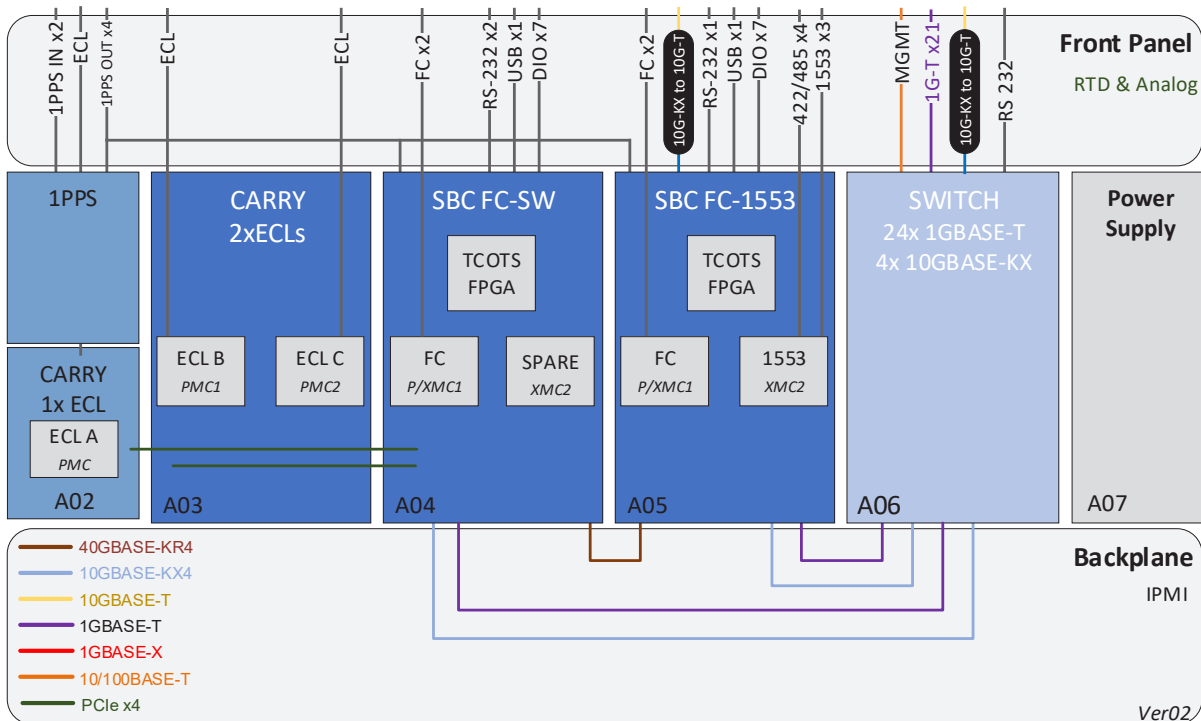 1PPS IN x2
ECL
1PPS OUT x4
ECL
ECL
FC x2
RS-232 x2
USB x1
DIO x7
FC x2
10G-KX to 10G-T
RS-232 x1
USB x1
DIO x7
422/485 x4
1553 x3
MGMT
1G-T x21
10G-KX to 10G-T
RS 232
Front Panel
RTD & Analog
1PPS
CARRY
2xECLs
SBC FC-SW
SBC FC-1553
SWITCH
24x 1GBASE-T
4x 10GBASE-KX
Power
Supply
TCOTS
FPGA
TCOTS
FPGA
ECL B
PMC1
ECL C
PMC2
FC
P/XMC1
SPARE
XMC2
FC
P/XMC1
1553
XMC2
CARRY
1x ECL
ECL A
PMC
A02
A03
A04
A05
A06
A07
40GBASE-KR4
10GBASE-KX4
10GBASE-T
1GBASE-T
1GBASE-X
10/100BASE-T
PCIe x4
Backplane
IPMI
Ver02